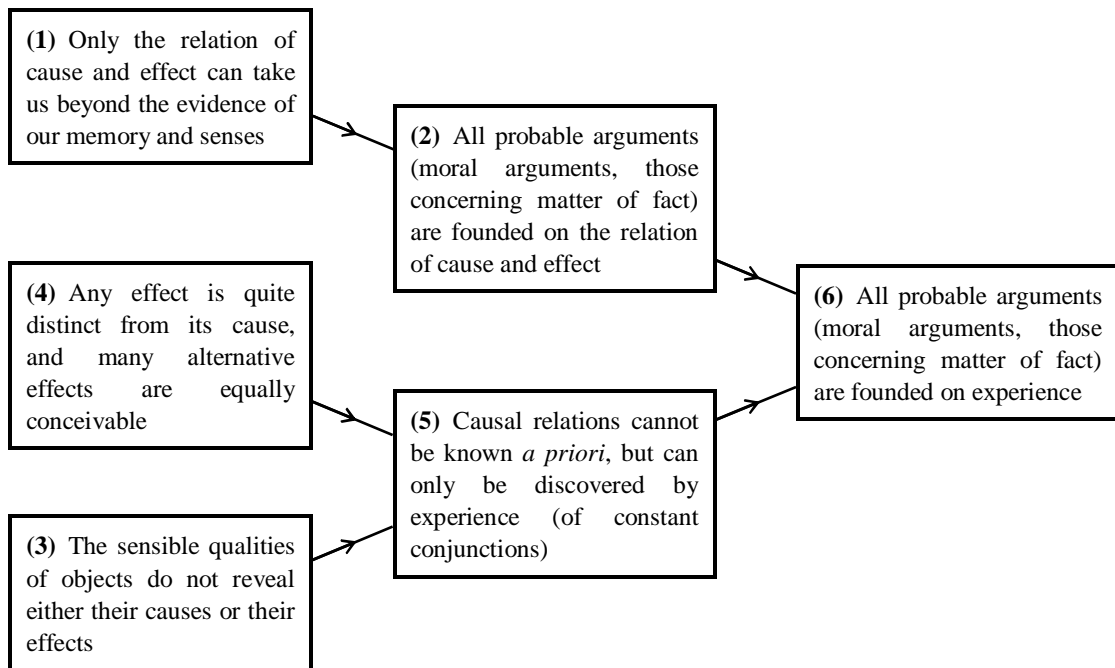 (1) Only the relation of
cause and effect can take
us beyond the evidence of
our memory and senses
(2) All probable arguments
(moral arguments, those
concerning matter of fact)
are founded on the relation
of cause and effect
(4) Any effect is quite
distinct from its cause,
and many alternative
effects are equally
conceivable
(6) All probable arguments
(moral arguments, those
concerning matter of fact)
are founded on experience
(5) Causal relations cannot
be known a priori, but can
only be discovered by
experience (of constant
conjunctions)
(3) The sensible qualities
of objects do not reveal
either their causes or their
effects